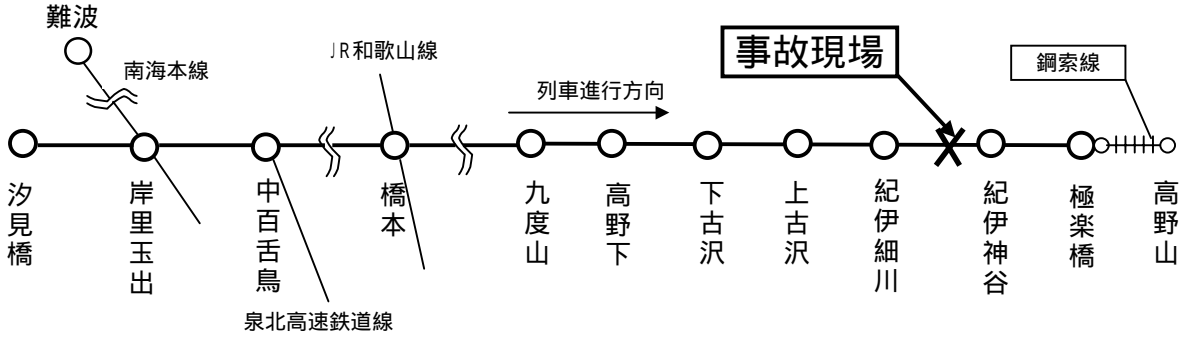 難波
南海本線
JR和歌山線
列車進行方向
事故現場
鋼索線
汐見橋
岸里玉出
中百舌鳥
橋本
九度山
高野下
下古沢
上古沢
紀伊細川
紀伊神谷
極楽橋
高野山
泉北高速鉄道線